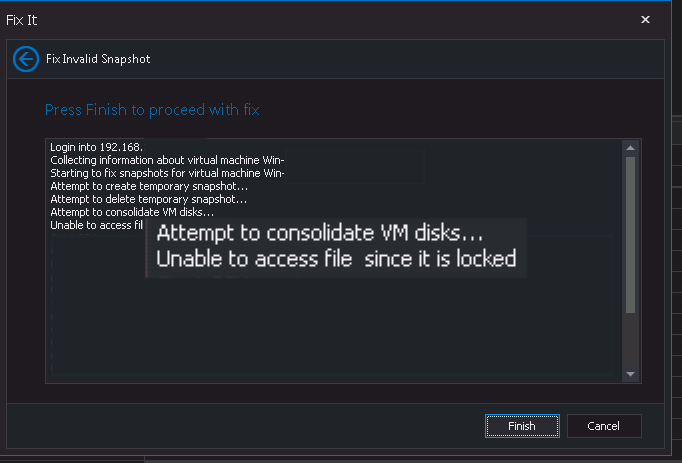 Fix It
Fix Invalid Snapshot
Press Finish to proceed with fix
Login into 192.168.
Collecting information about virtual machine Win-
Starting to fix snapshots for virtual machine Win-
Attempt to create temporary snapshot...
Attempt to delete temporary snapshot...
Attempt to consolidate VM disks...
Unable to access fil
Attempt to consolidate VM disks...
Unable to access file since it is locked
Finish
Cancel